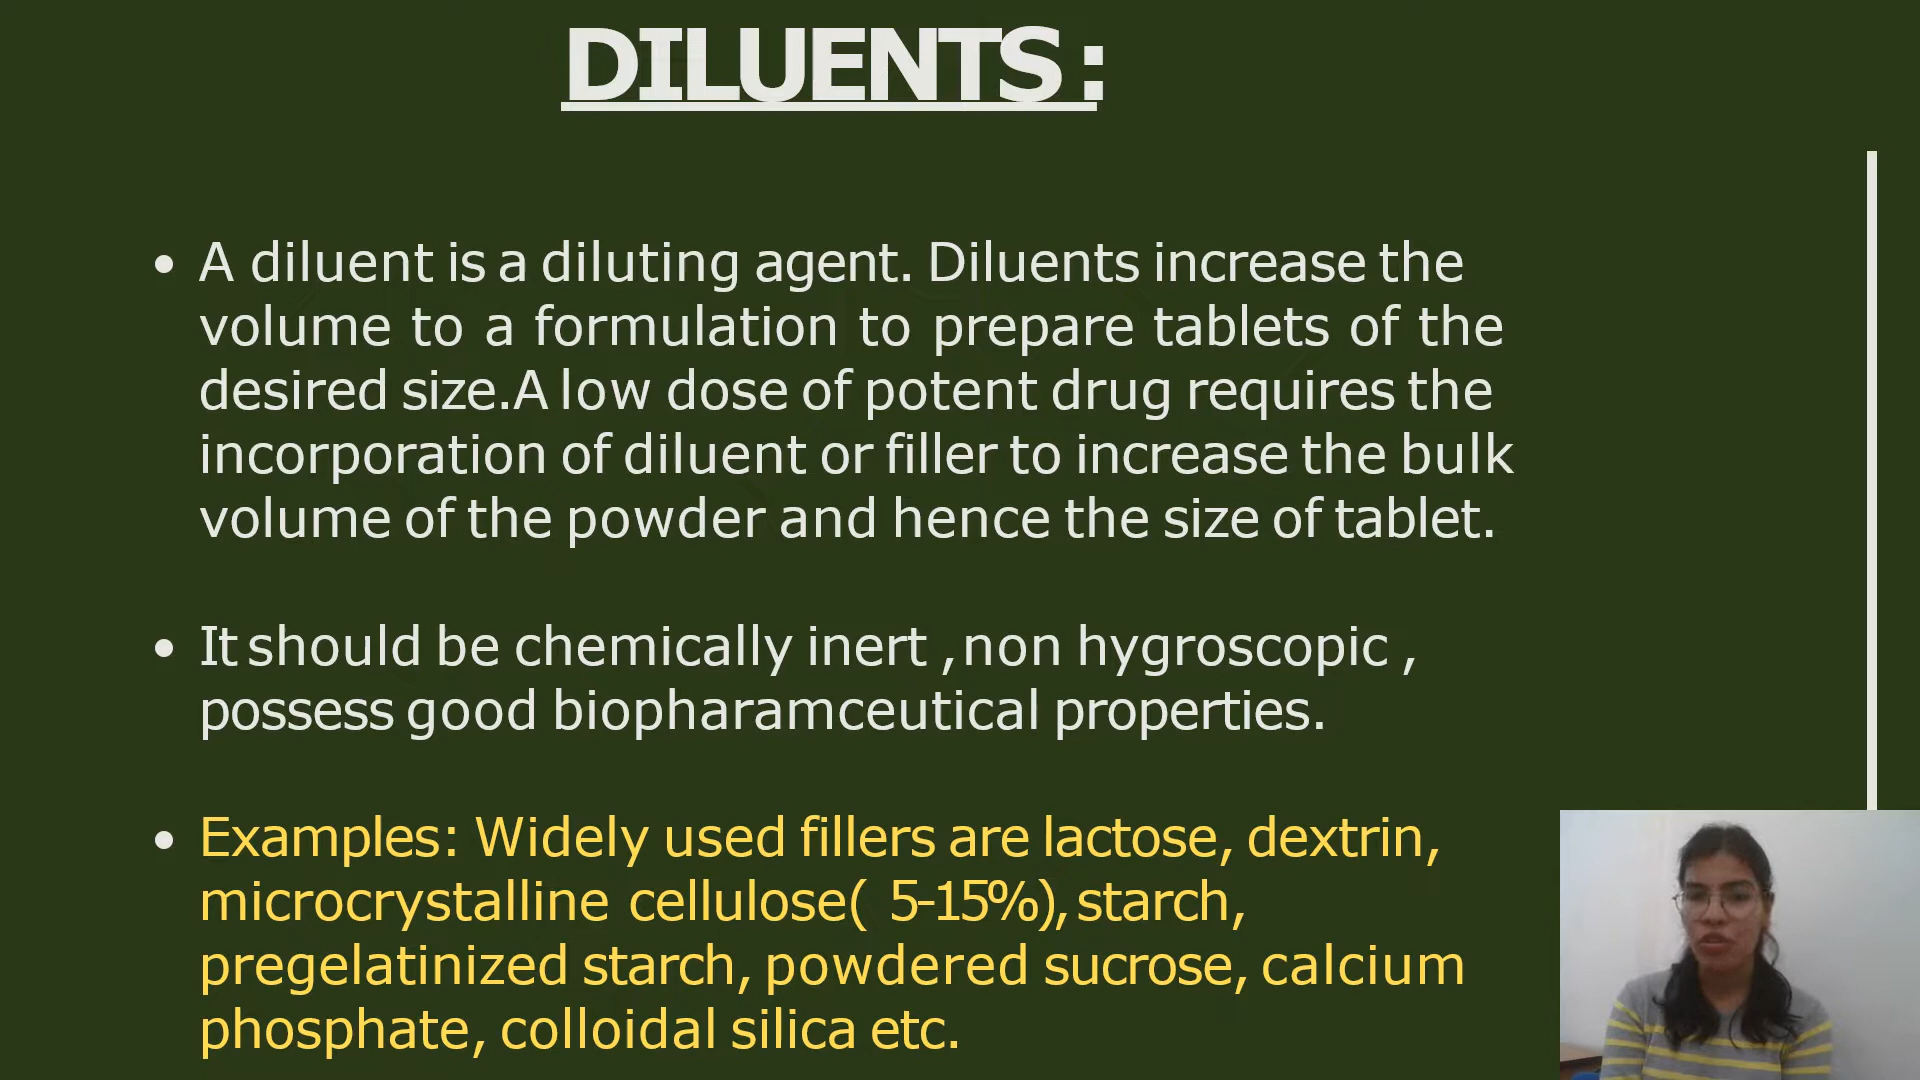 DILUENTS :
• A diluent is a diluting agent. Diluents increase the
volume to a formulation to prepare tablets of the
desired size.A low dose of potent drug requires the
incorporation of diluent or filler to increase the bulk
volume of the powder and hence the size of tablet.
• It should be chemically inert ,non hygroscopic ,
possess good biopharamceutical properties.
• Examples: Widely used fillers are lactose, dextrin,
microcrystalline cellulose( 5-15%),starch,
pregelatinized starch, powdered sucrose, calcium
phosphate, colloidal silica etc.